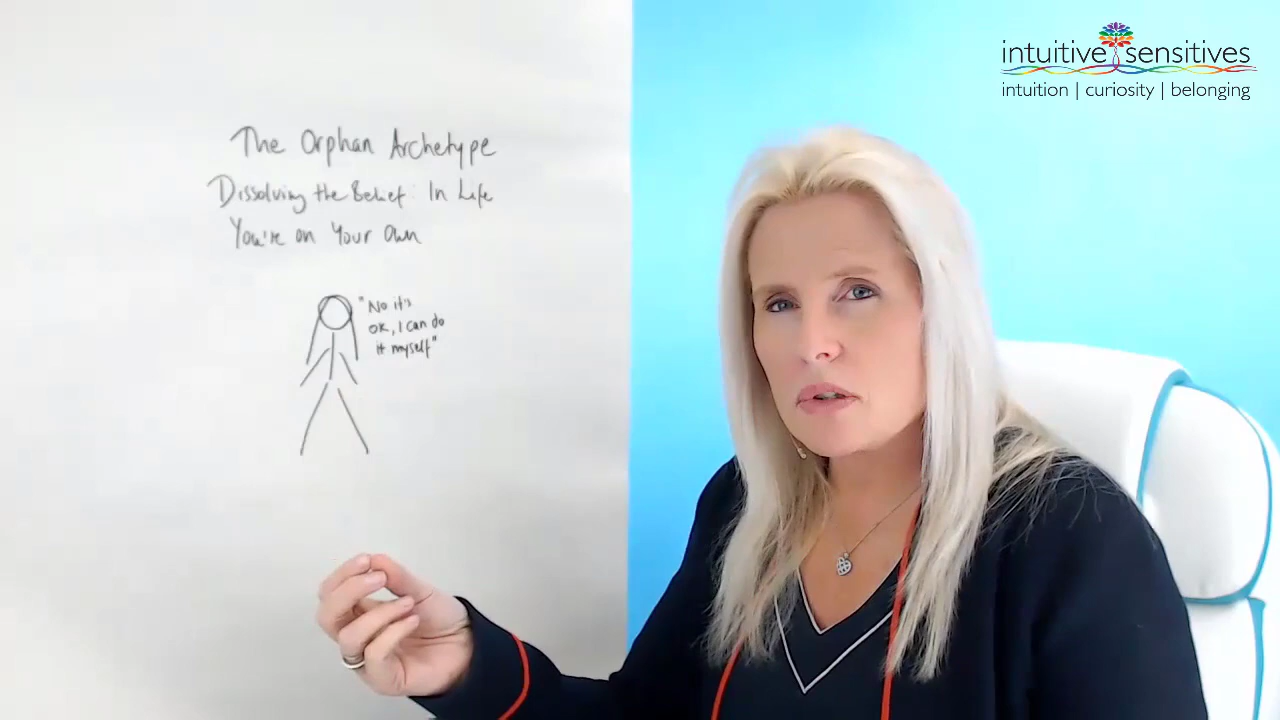 The Orphan Archetype
Dissolving the Belief: In Life
You're on Your Own
"No it's
ok, I can do
it myself"
intuitive sensitives
intuition | curiosity | belonging